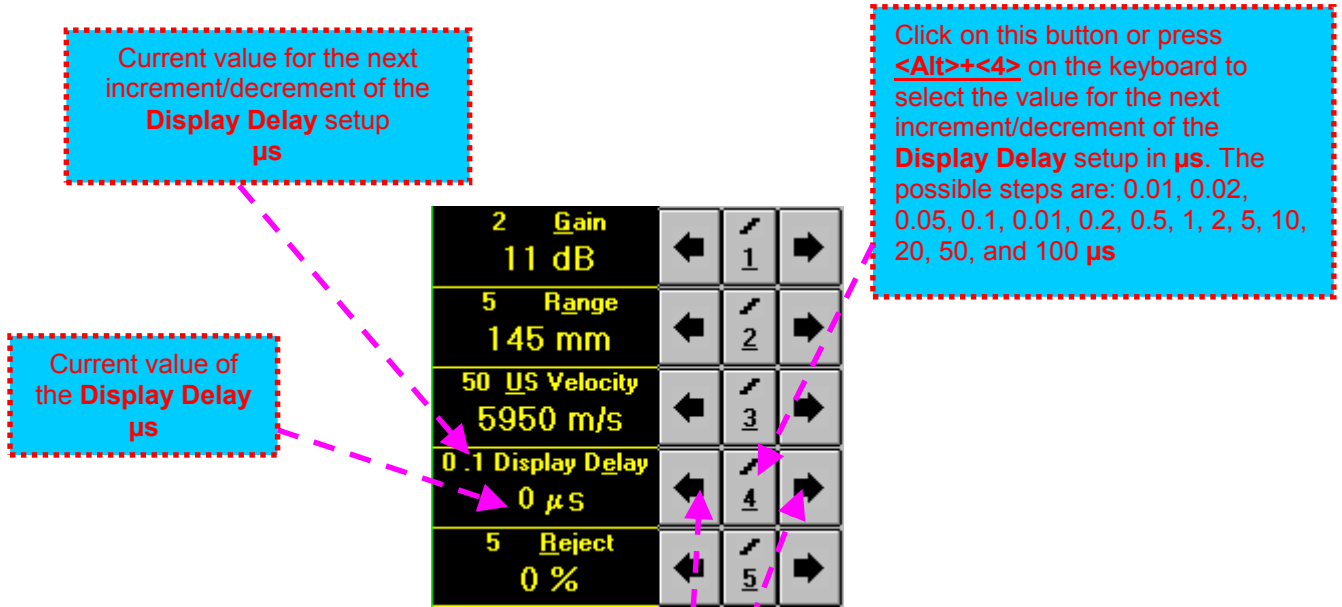 Current value for the next
increment/decrement of the
Display Delay setup
µs
Click on this button or press
<Alt>+<4> on the keyboard to
select the value for the next
increment/decrement of the
Display Delay setup in µs. The
possible steps are: 0.01, 0.02,
0.05, 0.1, 0.01, 0.2, 0.5, 1, 2, 5, 10,
20, 50, and 100 µs
Current value of
the Display Delay
µs
2 Gain
11 dB
1
5 Range
145 mm
2
50 US Velocity
5950 m/s
3
0 .1 Display Delay
0 µs
4
5 Reject
0 %
5